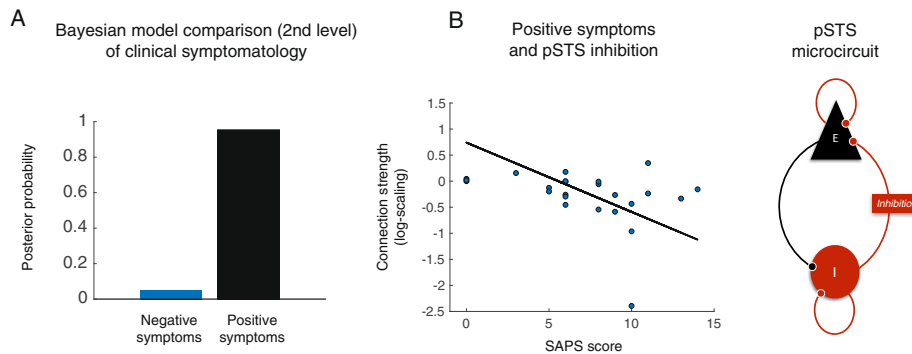 A
Bayesian model comparison (2nd level)
of clinical symptomatology
Posterior probability
1
0.8
0.6
0.4
0.2
0
Negative
symptoms
Positive
symptoms
B
Positive symptoms
and pSTS inhibition
Connection strength
(log-scaling)
1.5
1
0.5
0
-0.5
-1
-1.5
-2
-2.5
0
5
10
15
SAPS score
pSTS
microcircuit
E
Inhibition
I